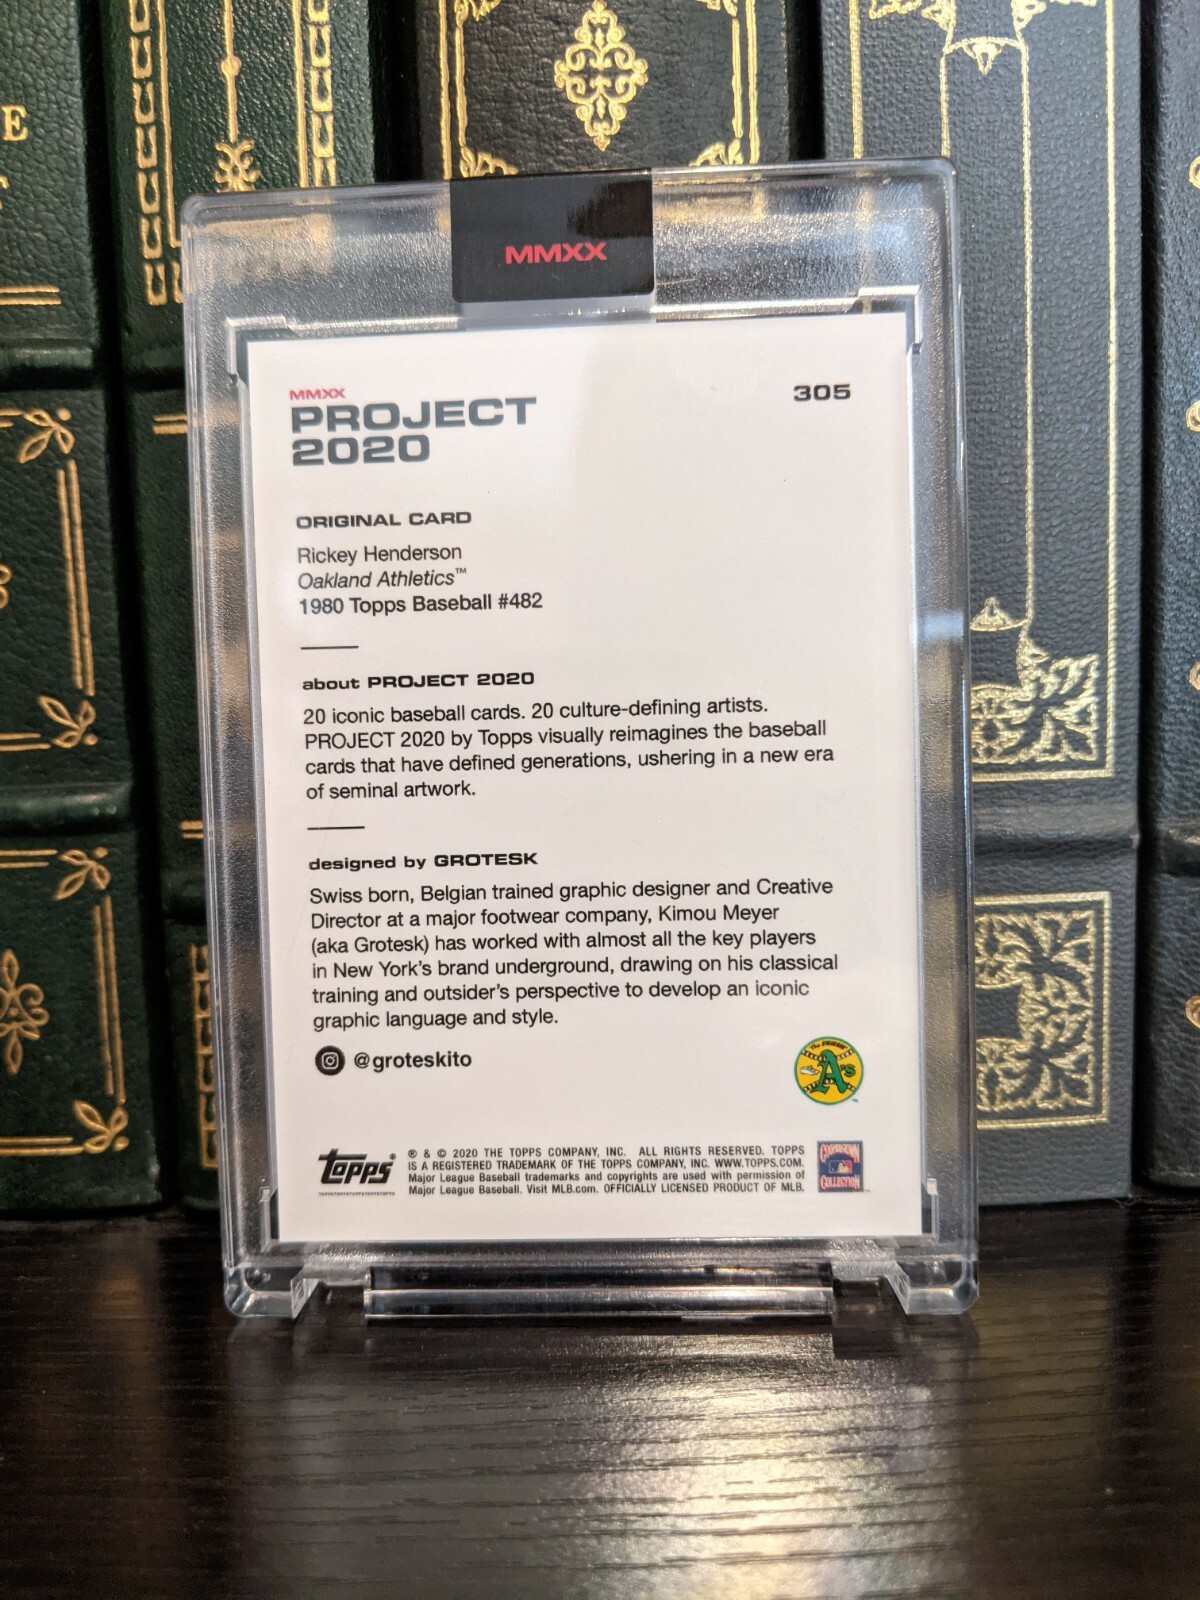 E
MMXX
MMXX
PROJECT
2020
305
ORIGINAL CARD
Rickey Henderson
Oakland Athletics™
1980 Topps Baseball #482
about PROJECT 2020
20 iconic baseball cards. 20 culture-defining artists.
PROJECT 2020 by Topps visually reimagines the baseball
cards that have defined generations, ushering in a new era
of seminal artwork.
designed by GROTESK
Swiss born, Belgian trained graphic designer and Creative
Director at a major footwear company, Kimou Meyer
(aka Grotesk) has worked with almost all the key players
in New York's brand underground, drawing on his classical
training and outsider's perspective to develop an iconic
graphic language and style.
@groteskito
The SWINGIN'
A's
™
topps®
® & © 2020 THE TOPPS COMPANY, INC. ALL RIGHTS RESERVED. TOPPS
IS A REGISTERED TRADEMARK OF THE TOPPS COMPANY, INC. WWW.TOPPS.COM.
Major League Baseball trademarks and copyrights are used with permission of
Major League Baseball. Visit MLB.com. OFFICIALLY LICENSED PRODUCT OF MLB.
COOPERSTOWN
COLLECTION